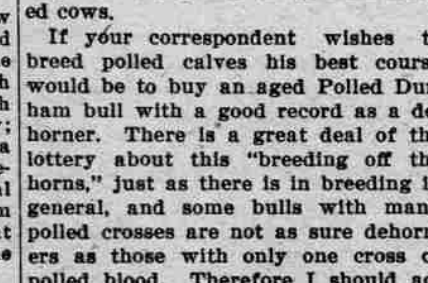 ed cows.
If your correspondent wishes t
breed polled calves his best cours
would be to buy an aged Polled Dur
ham bull with a good record as a de
horner. There is a great deal of th
lottery about this "breeding off th
horns," just as there is in breeding i
general, and some bulls with man
polled crosses are not as sure dehorn
ers as those with only one cross o
polled blood. Therefore I should